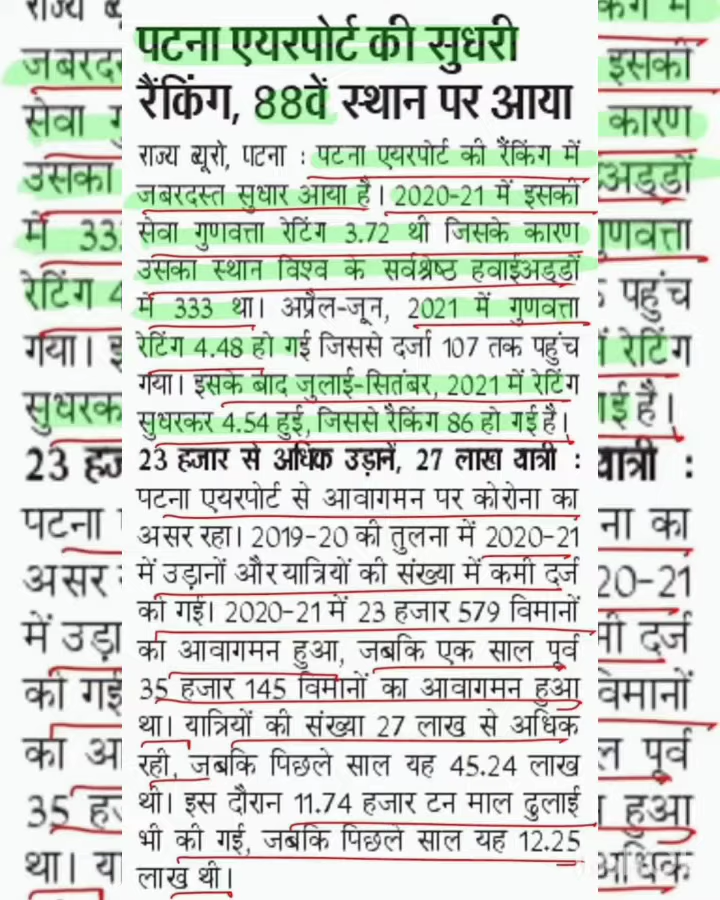 पटना एयरपोर्ट की सुधरी
रैंकिंग, 88वें स्थान पर आया
राज्य ब्यूरो, पटना : पटना एयरपोर्ट की रैंकिंग में
जबरदस्त सुधार आया है। 2020-21 में इसकी
सेवा गुणवत्ता रेटिंग 3.72 थी जिसके कारण
उसका स्थान विश्व के सर्वश्रेष्ठ हवाईअड्डों
में 333 था। अप्रैल-जून, 2021 में गुणवत्ता
रेटिंग 4.48 हो गई जिससे दर्जा 107 तक पहुंच
गया। इसके बाद जुलाई-सितंबर, 2021 में रेटिंग
सुधरकर 4.54 हुई, जिससे रैकिंग 86 हो गई है।
23 हजार से अधिक उड़ानें, 27 लाख यात्री :
पटना एयरपोर्ट से आवागमन पर कोरोना का
असर रहा। 2019-20 की तुलना में 2020-21
में उड़ानों और यात्रियों की संख्या में कमी दर्ज
की गई। 2020-21 में 23 हजार 579 विमानों
का आवागमन हुआ, जबकि एक साल पूर्व
35 हजार 145 विमानों का आवागमन हुआ
था। यात्रियों की संख्या 27 लाख से अधिक
रही, जबकि पिछले साल यह 45.24 लाख
थी। इस दौरान 11.74 हजार टन माल ढुलाई
भी की गई, जबकि पिछले साल यह 12.25
लाख थी।